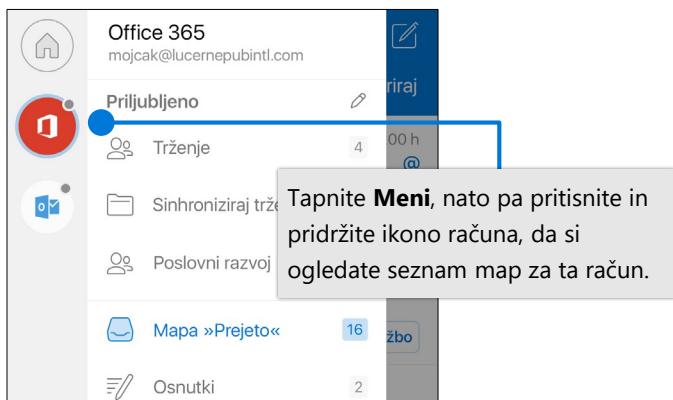 Office 365
mojcak@lucernepubintl.com
Priljubljeno
riraj
Trženje 4
:00 h
@
Sinhroniziraj trže
Poslovni razvoj
Tapnite Meni, nato pa pritisnite in
pridržite ikono računa, da si
ogledate seznam map za ta račun.
Mapa »Prejeto« 16
žbo
Osnutki 2